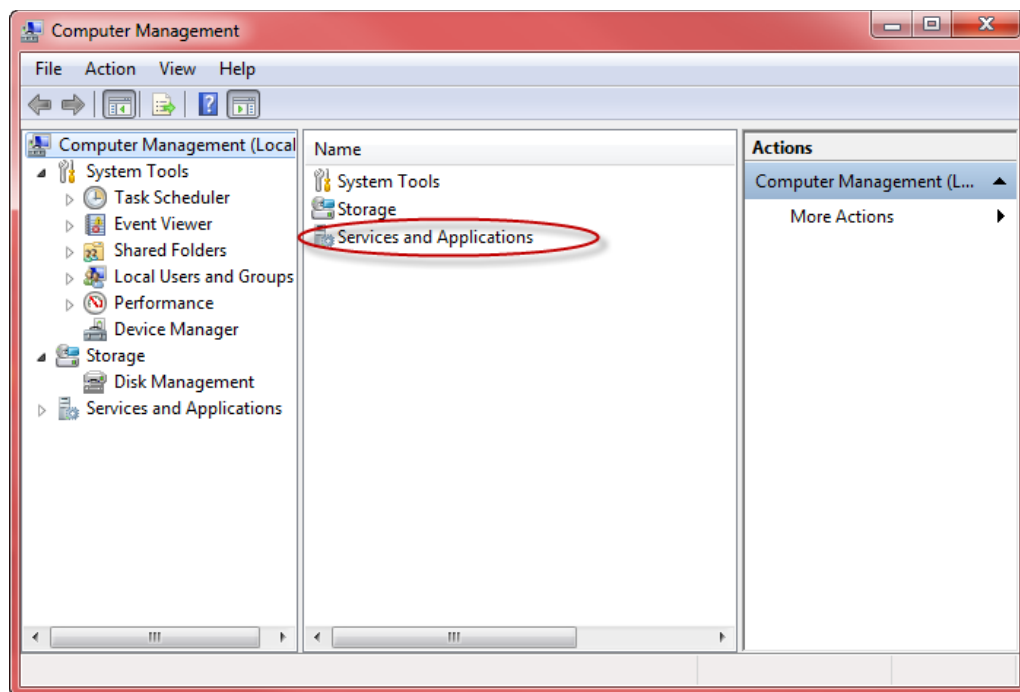 Computer Management
File Action View Help
Computer Management (Local
System Tools
Task Scheduler
Event Viewer
Shared Folders
Local Users and Groups
Performance
Device Manager
Storage
Disk Management
Services and Applications
Name
System Tools
Storage
Services and Applications
Actions
Computer Management (L...
More Actions